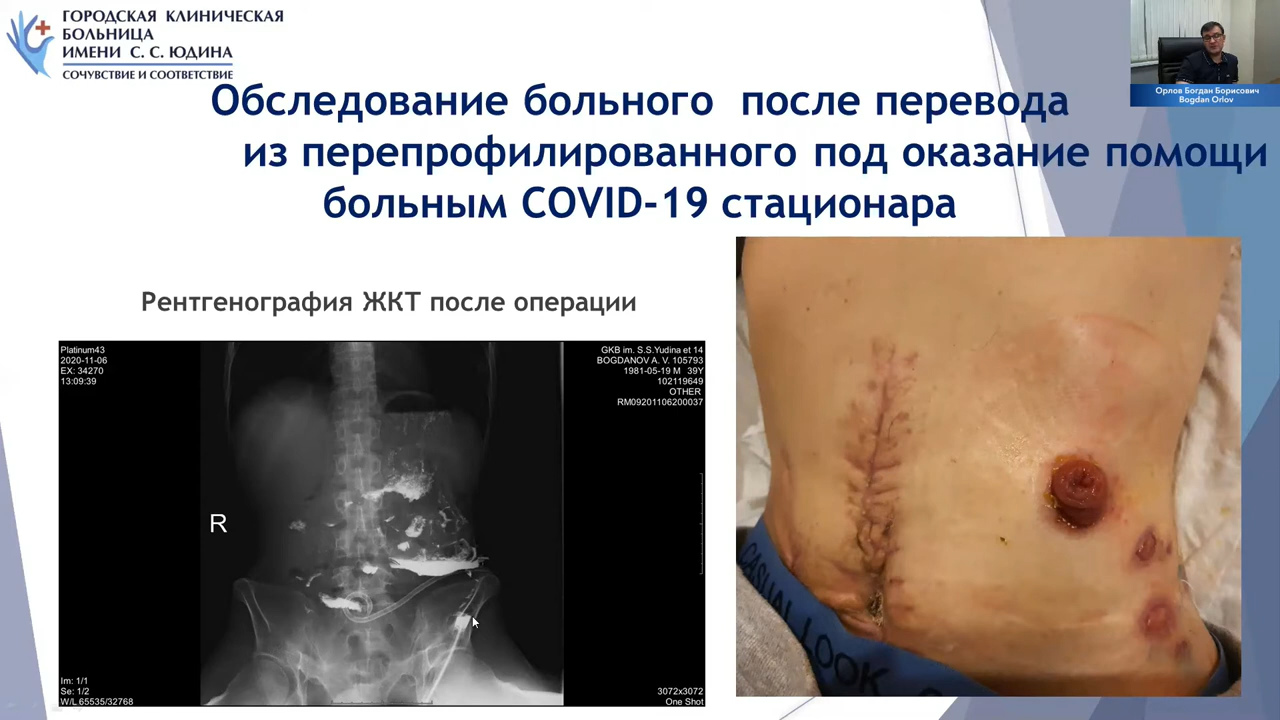 ГОРОДСКАЯ КЛИНИЧЕСКАЯ
БОЛЬНИЦА
ИМЕНИ С. С. ЮДИНА
СОЧУВСТВИЕ И СООТВЕТСТВИЕ
Орлов Богдан Борисович
Bogdan Orlov
Обследование больного после перевода
из перепрофилированного под оказание помощи
больным COVID-19 стационара
Рентгенография ЖКТ после операции
Platinum43
2020-11-06
EX: 34270
13:09:39
GKB im. S.S.Yudina et 14
BOGDANOV A. V. 105793
1981-05-19 M 39Y
102119649
OTHER
RM09201106200037
R
Im: 1/1
Se: 1/2
W/L 65535/32768
3072x3072
One Shot
CASUAL LOOK